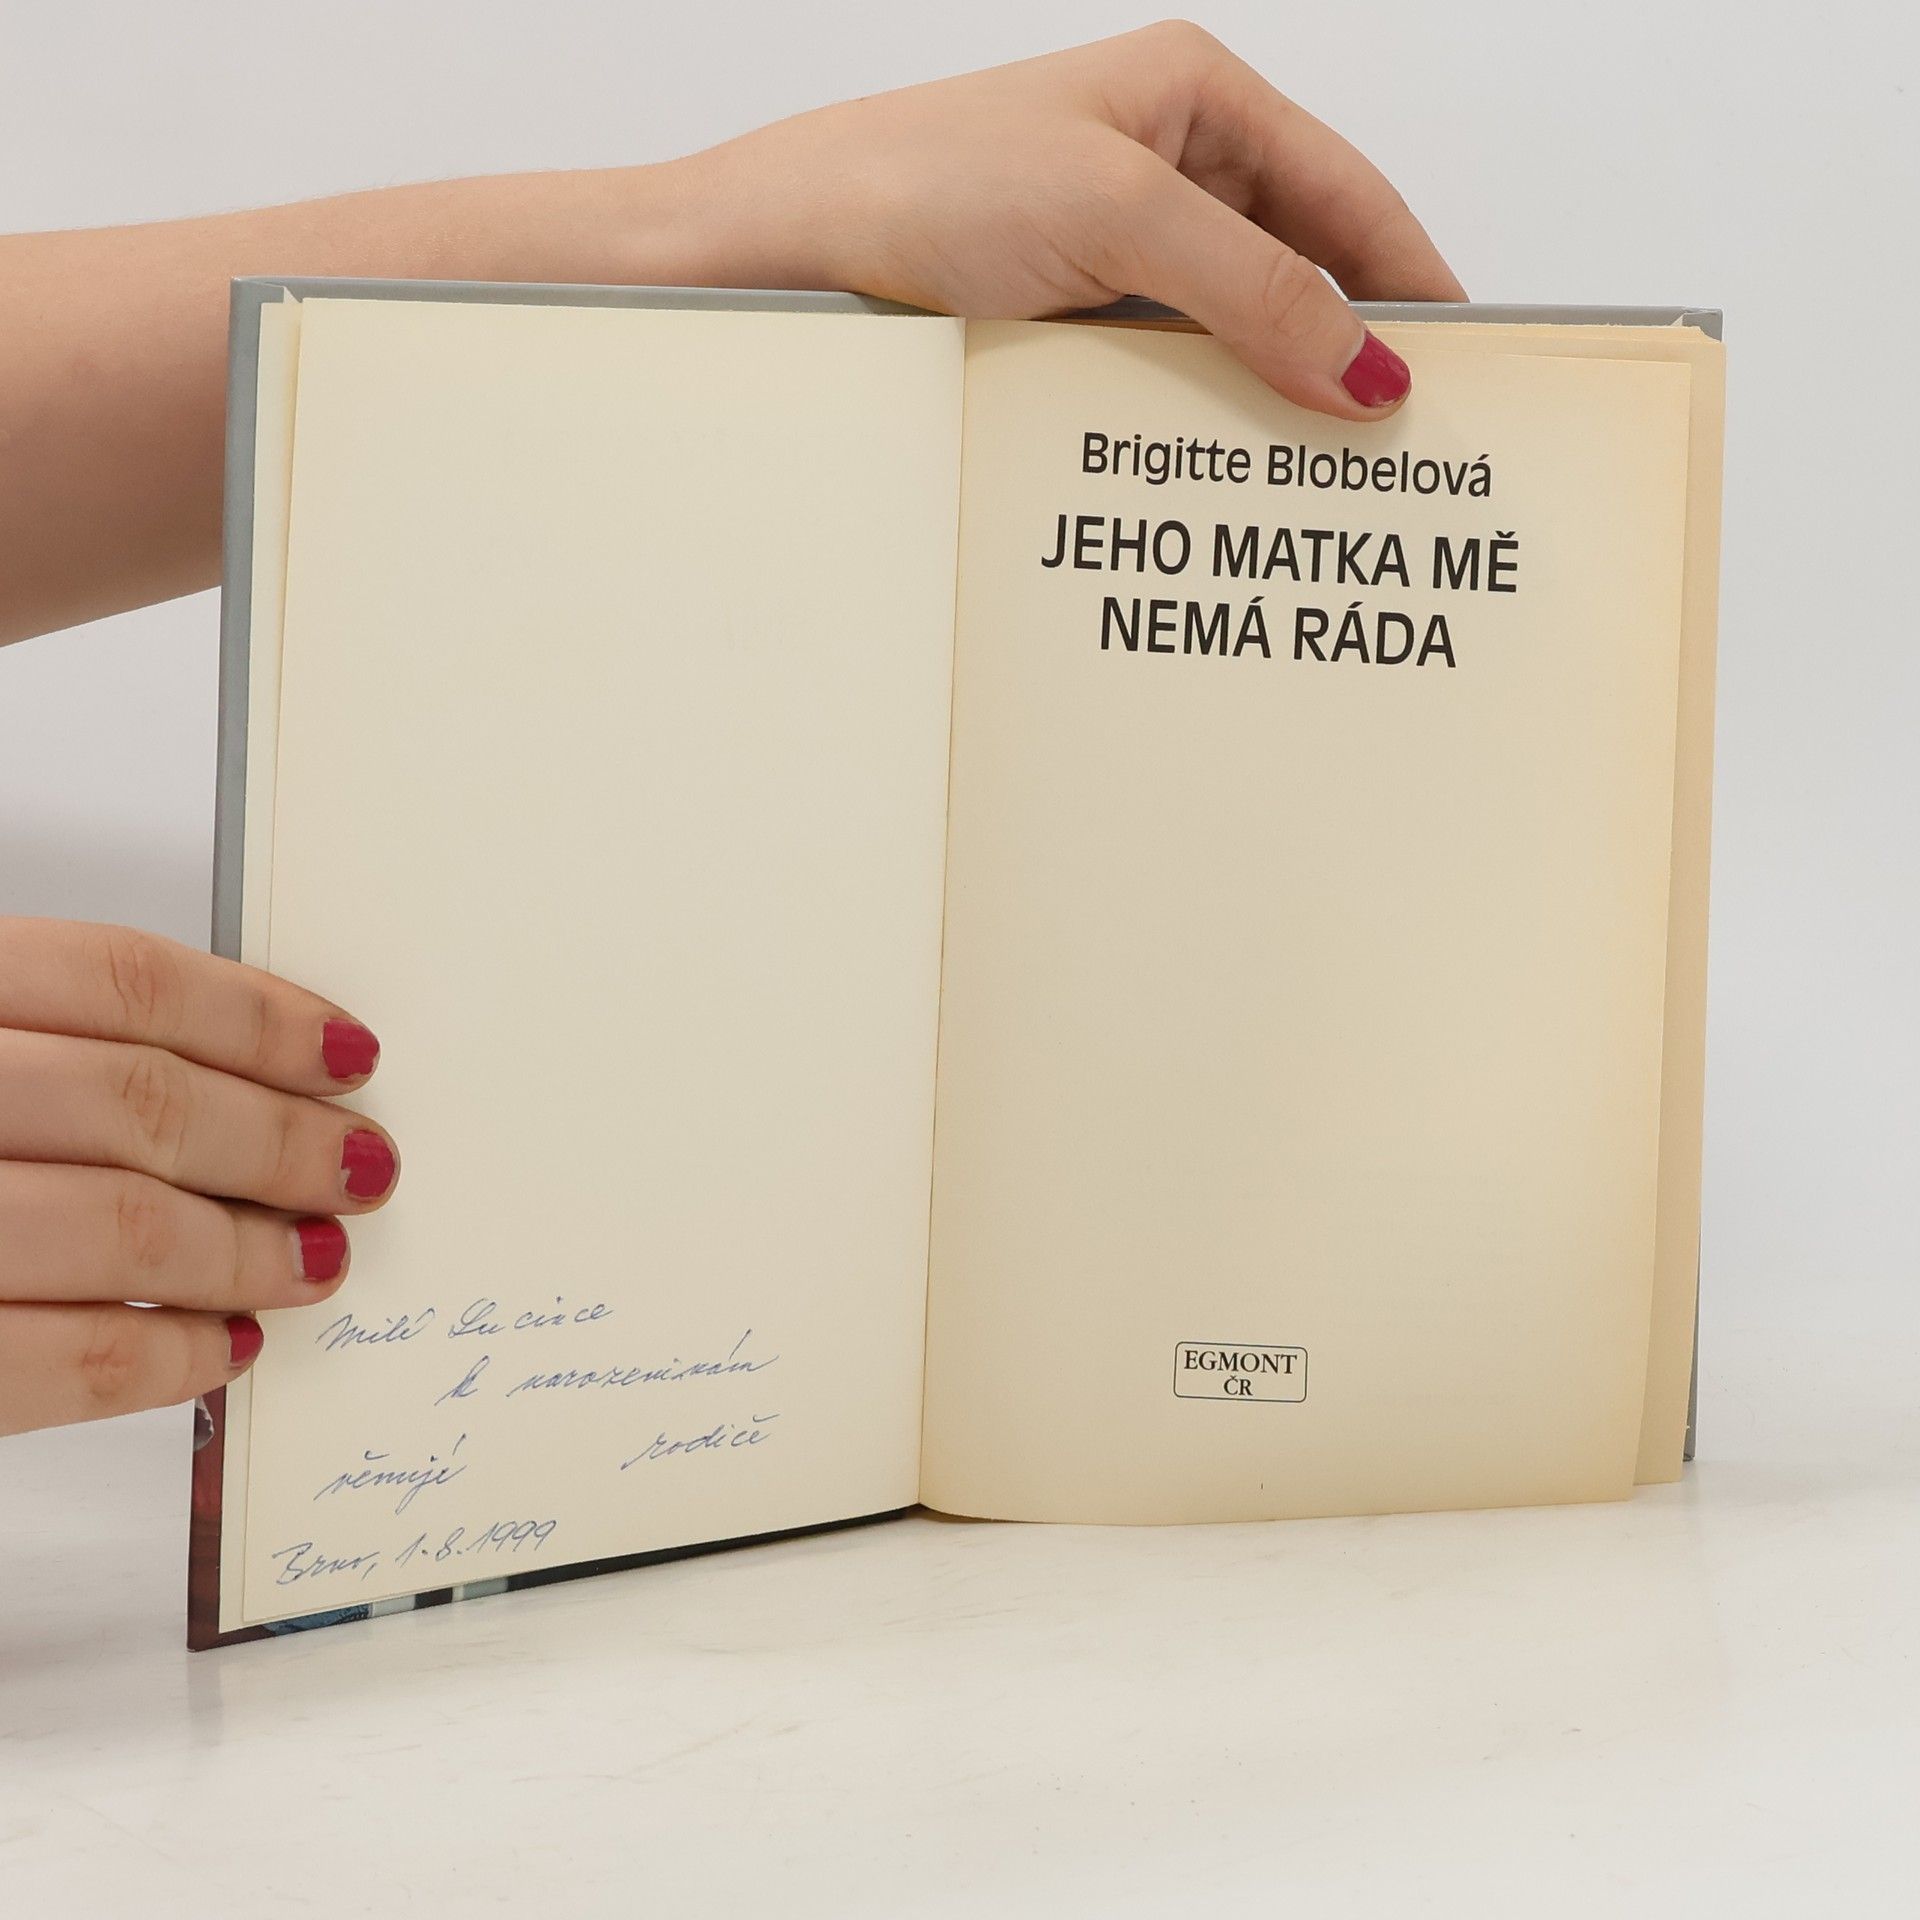 Milé Lucince
k narozeninám
věnují rodiče
Brno, 1.8.1999
Brigitte Blobelová
JEHO MATKA MĚ
NEMÁ RÁDA
EGMONT
ČR